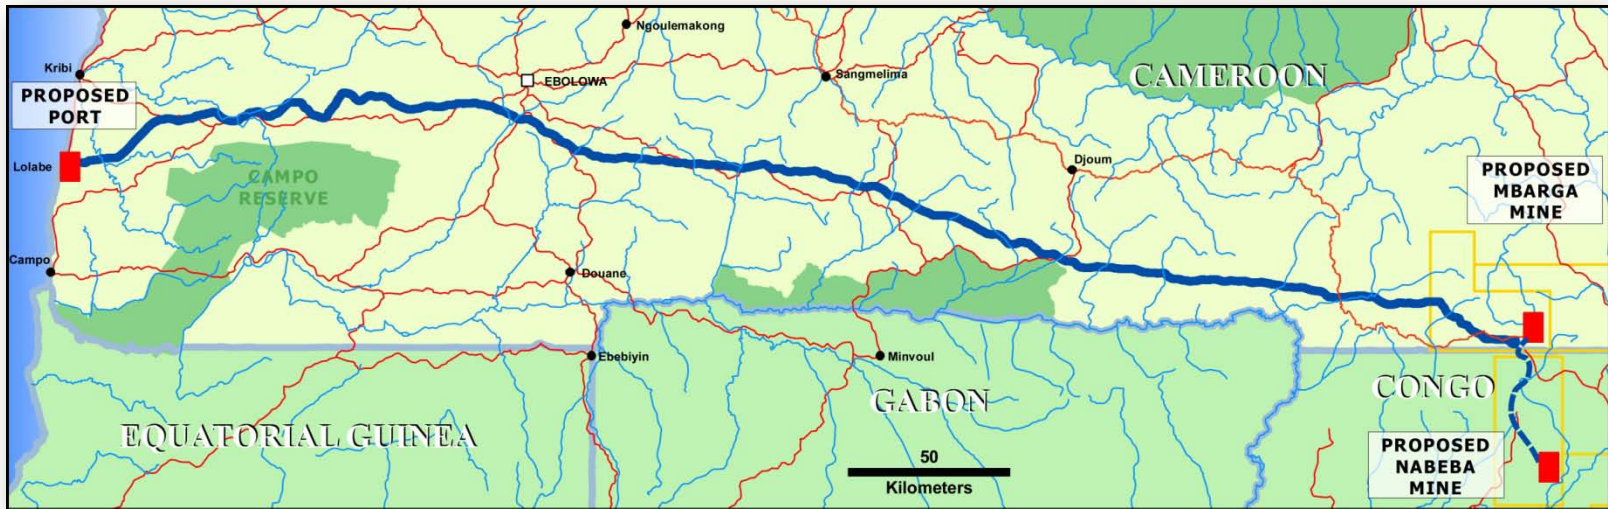 Ngoulemakong
Kribi
EBOLOWA
Sangmelima
CAMEROON
PROPOSED
PORT
Lolabe
Djoum
PROPOSED
MBARGA
MINE
CAMPO
RESERVE
Campo
Douane
Ebebiyin
Minvoul
CONGO
GABON
EQUATORIAL GUINEA
PROPOSED
NABEBA
MINE
50
Kilometers